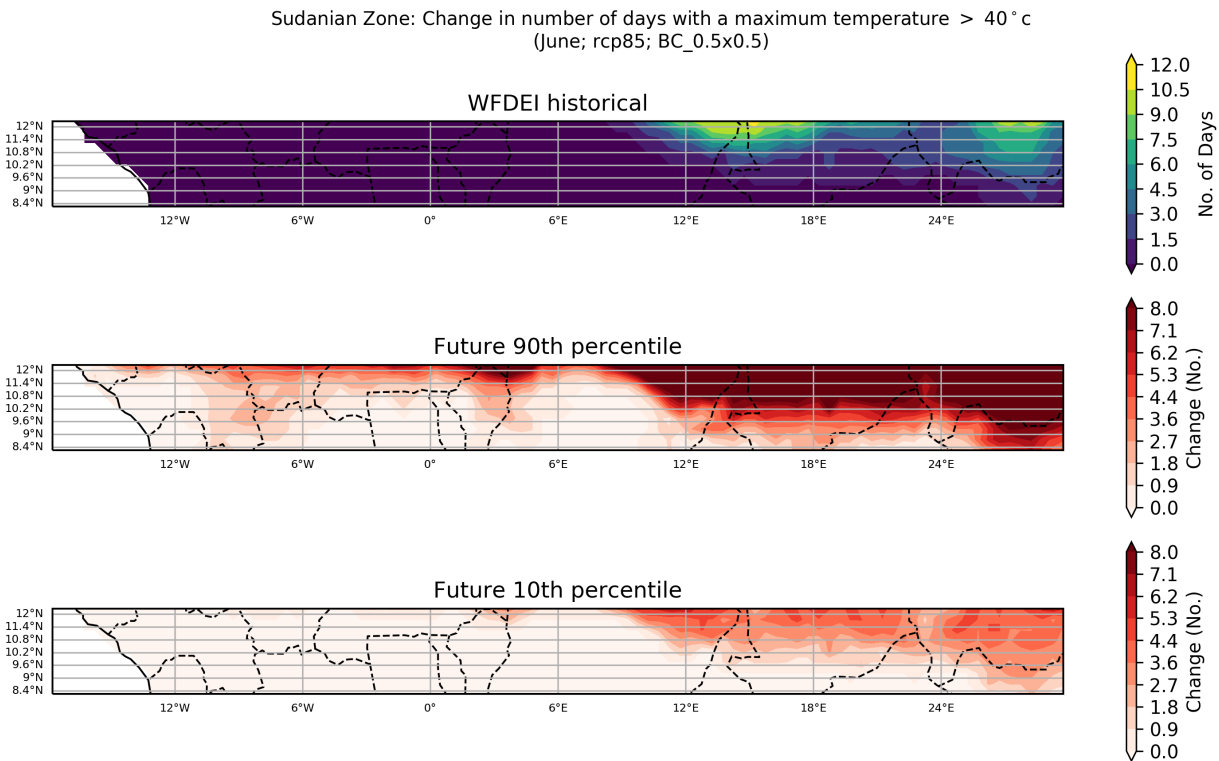 Sudanian Zone: Change in number of days with a maximum temperature > 40°c
(June; rcp85; BC_0.5x0.5)
WFDEI historical
12°N
11.4°N
10.8°N
10.2°N
9.6°N
9°N
8.4°N
12°W 6°W 0° 6°E 12°E 18°E 24°E
12.0
10.5
9.0
7.5
6.0
4.5
3.0
1.5
0.0
No. of Days
Future 90th percentile
12°N
11.4°N
10.8°N
10.2°N
9.6°N
9°N
8.4°N
12°W 6°W 0° 6°E 12°E 18°E 24°E
8.0
7.1
6.2
5.3
4.4
3.6
2.7
1.8
0.9
0.0
Change (No.)
Future 10th percentile
12°N
11.4°N
10.8°N
10.2°N
9.6°N
9°N
8.4°N
12°W 6°W 0° 6°E 12°E 18°E 24°E
8.0
7.1
6.2
5.3
4.4
3.6
2.7
1.8
0.9
0.0
Change (No.)